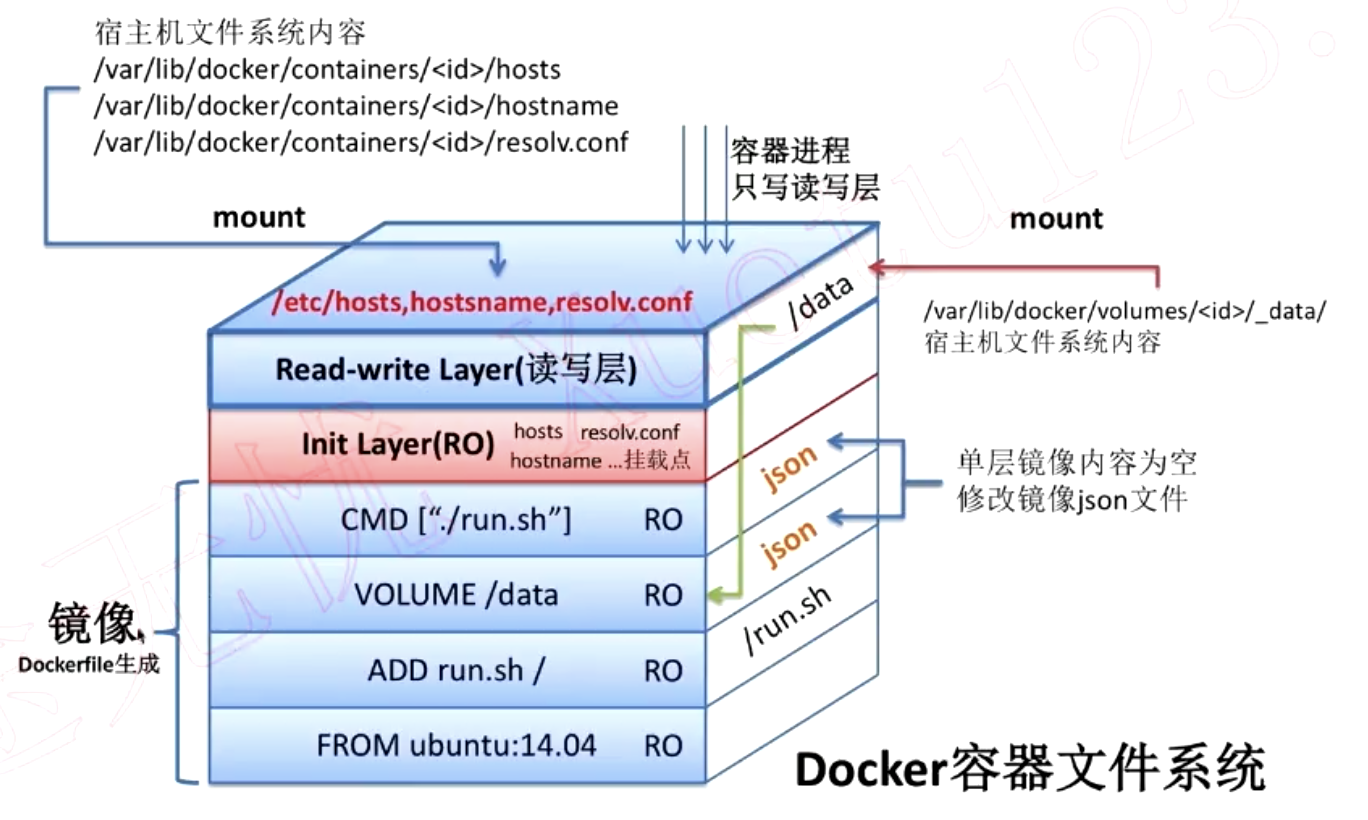 宿主机文件系统内容
/var/lib/docker/containers/<id>/hosts
/var/lib/docker/containers/<id>/hostname
/var/lib/docker/containers/<id>/resolv.conf
容器进程
只写读写层
mount
mount
/etc/hosts,hostsname,resolv.conf
/data
/var/lib/docker/volumes/<id>/_data/
宿主机文件系统内容
Read-write Layer(读写层)
Init Layer(RO)
hosts resolv.conf
hostname ...挂载点
json
json
单层镜像内容为空
修改镜像json文件
CMD [“./run.sh”] RO
VOLUME /data RO
/run.sh
镜像
Dockerfile生成
ADD run.sh / RO
FROM ubuntu:14.04 RO
Docker容器文件系统